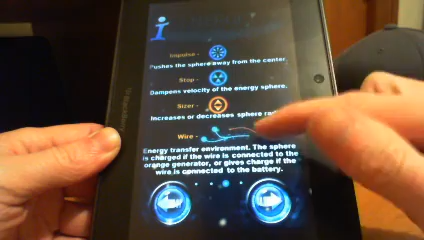 Impulse -
Pushes the sphere away from the center.
Stop -
Dampens velocity of the energy sphere.
Sizer -
Increases or decreases sphere
Wire -
Energy transfer environment. The sphere
is charged if the wire is connected to the
orange generator, or gives charge if the
wire is connected to the battery.
BlackBerry